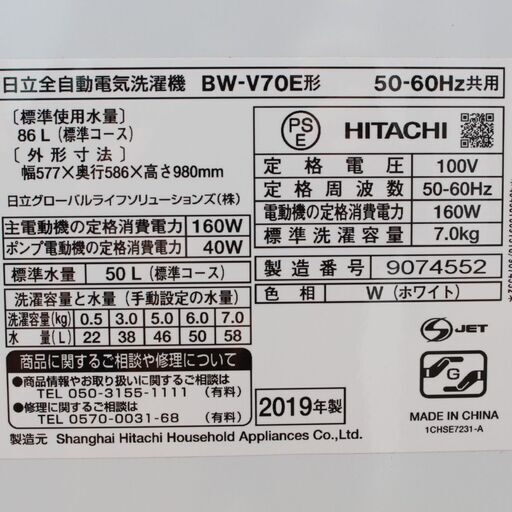 日立全自動電気洗濯機 BW-V70E形 50-60Hz共用
〔標準使用水量〕
86L（標準コース）
〔外形寸法〕
幅577×奥行586×高さ980mm
日立グローバルライフソリューションズ（株）
主電動機の定格消費電力 160W
ポンプ電動機の定格消費電力 40W
標準水量 50L（標準コース）
洗濯容量と水量（手動設定の水量）
洗濯容量(kg) 0.5 3.0 5.0 6.0 7.0
水量(L) 22 38 46 50 58
商品に関するご相談や修理について
●商品情報やお取り扱いに関するご相談は
TEL 050-3155-1111（有料）
●修理に関するご相談は
TEL 0570-0031-68（有料）
PS
E
HITACHI
定格電圧 100V
定格周波数 50-60Hz
電動機の定格消費電力 160W
標準洗濯容量 7.0kg
製造番号 9074552
色相 W（ホワイト）
S JET
G
2019年製
MADE IN CHINA
1CHSE7231-A
製造元 Shanghai Hitachi Household Appliances Co.,Ltd.